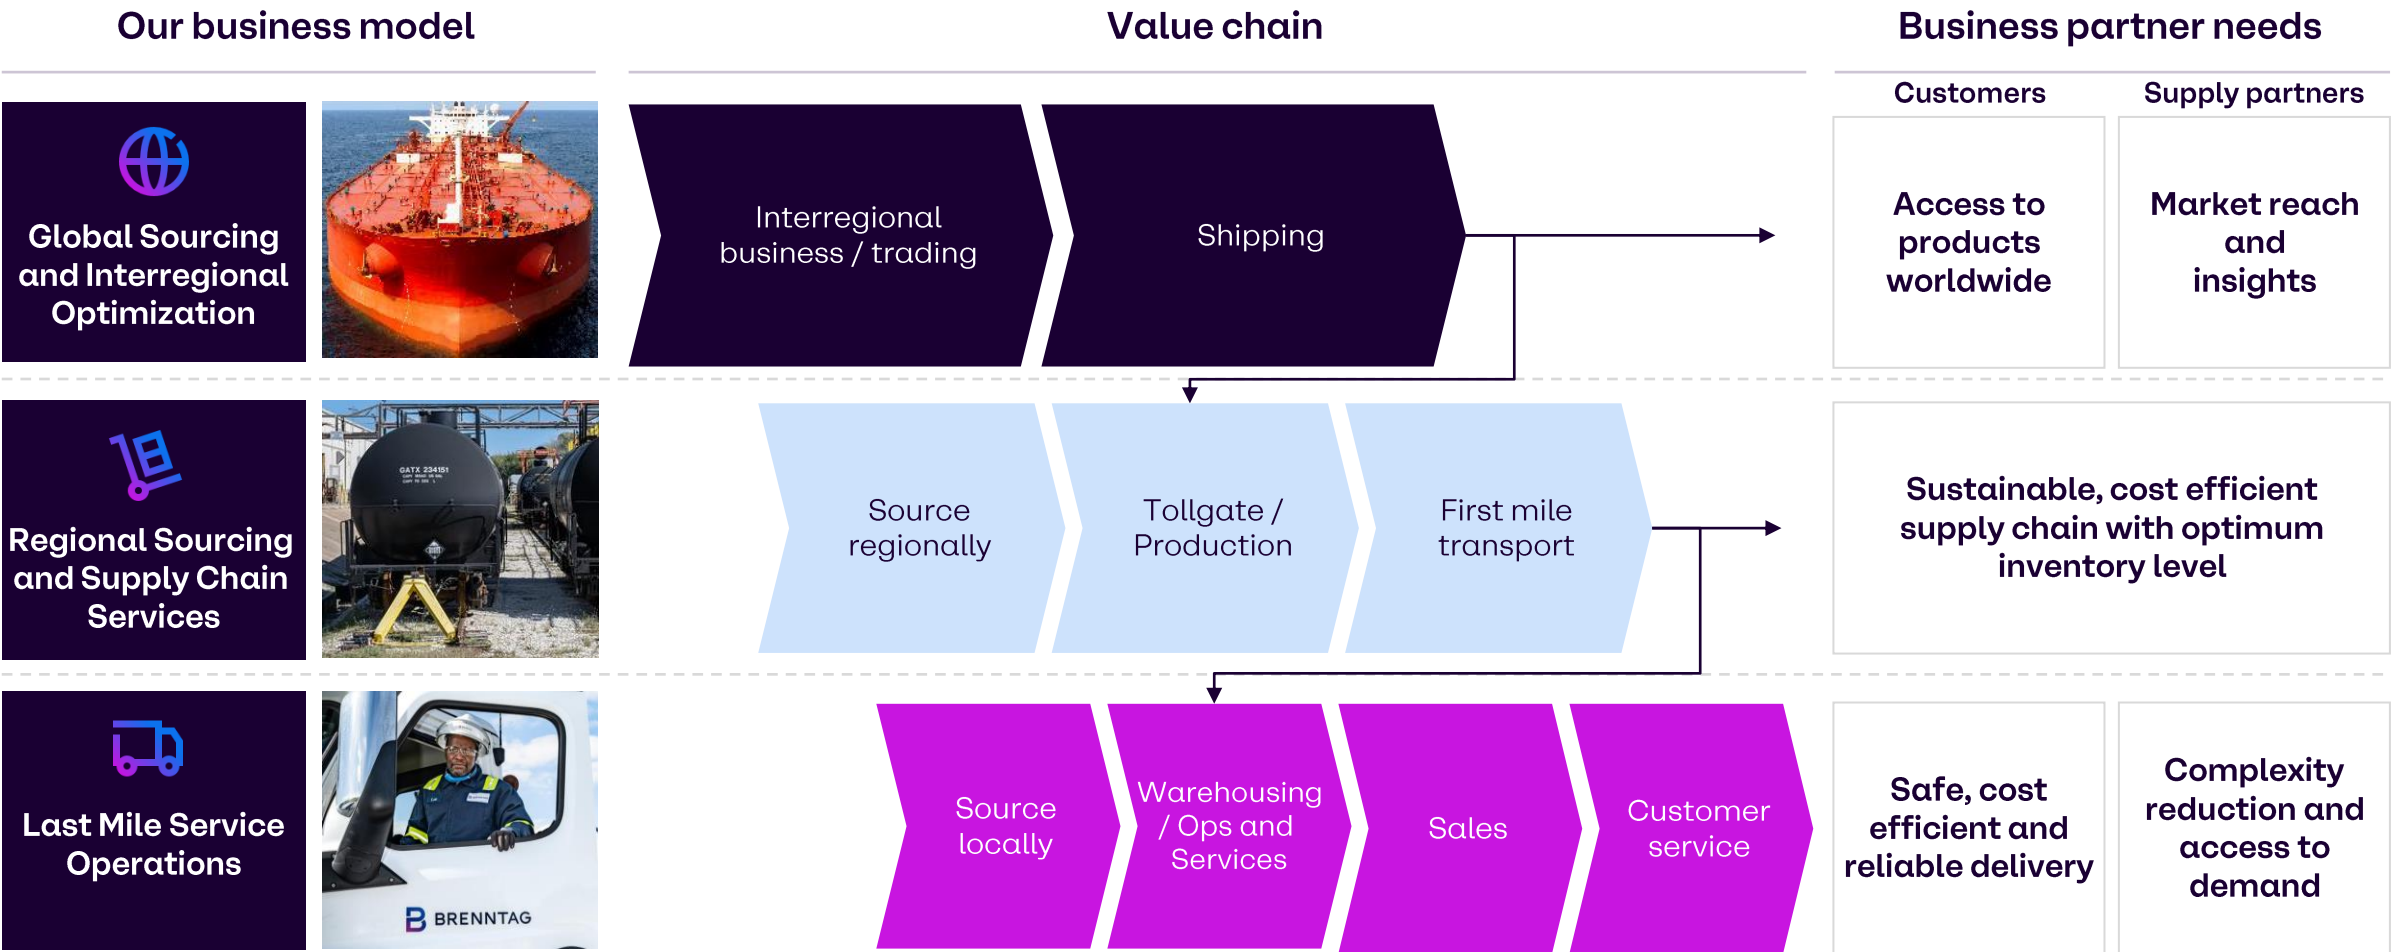 Our business model
Value chain
Business partner needs
Customers
Supply partners
Global Sourcing
and Interregional
Optimization
Interregional
business / trading
Shipping
Access to
products
worldwide
Market reach
and
insights
Regional Sourcing
and Supply Chain
Services
GATX 234151
Source
regionally
Tollgate /
Production
First mile
transport
Sustainable, cost efficient
supply chain with optimum
inventory level
Last Mile Service
Operations
BRENNTAG
Source
locally
Warehousing
/ Ops and
Services
Sales
Customer
service
Safe, cost
efficient and
reliable delivery
Complexity
reduction and
access to
demand